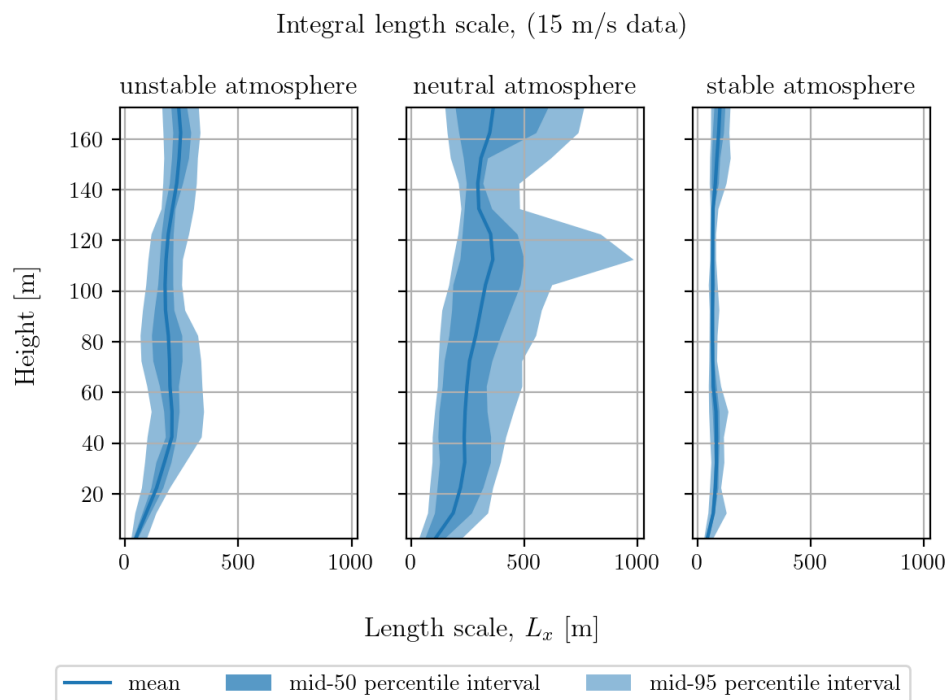 Integral length scale, (15 m/s data)
unstable atmosphere
neutral atmosphere
stable atmosphere
160
140
120
100
80
60
40
20
Height [m]
0 500 1000
0 500 1000
0 500 1000
Length scale, Lₓ [m]
mean
mid-50 percentile interval
mid-95 percentile interval